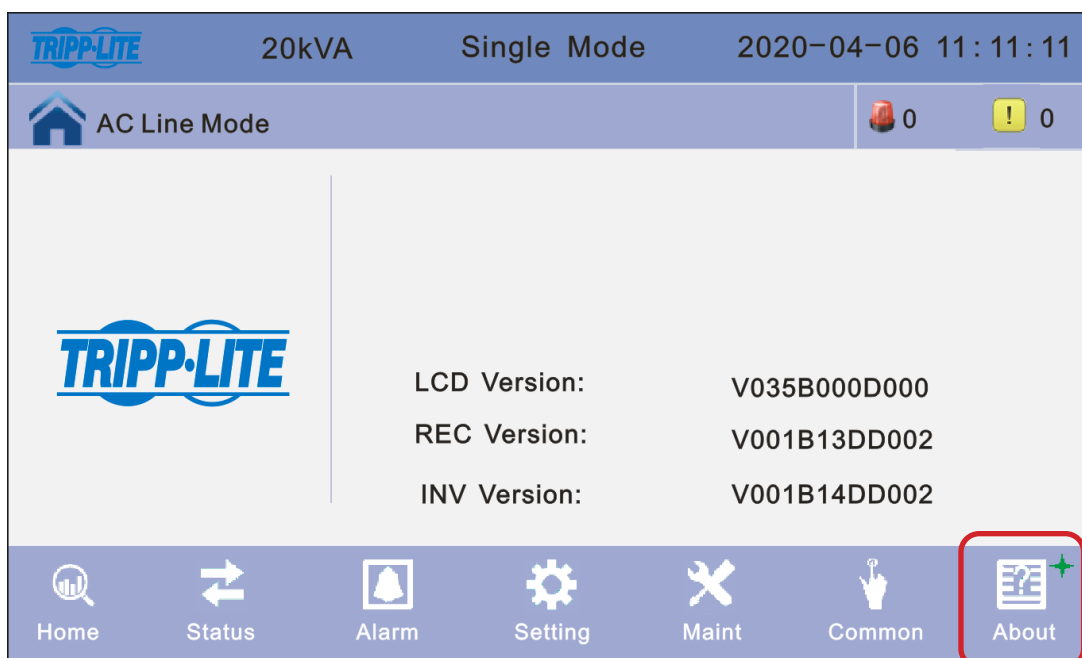 TRIPP·LITE 20kVA Single Mode 2020-04-06 11:11:11
AC Line Mode 0 ! 0
TRIPP·LITE
LCD Version: V035B000D000
REC Version: V001B13DD002
INV Version: V001B14DD002
?
Home Status Alarm Setting Maint Common About